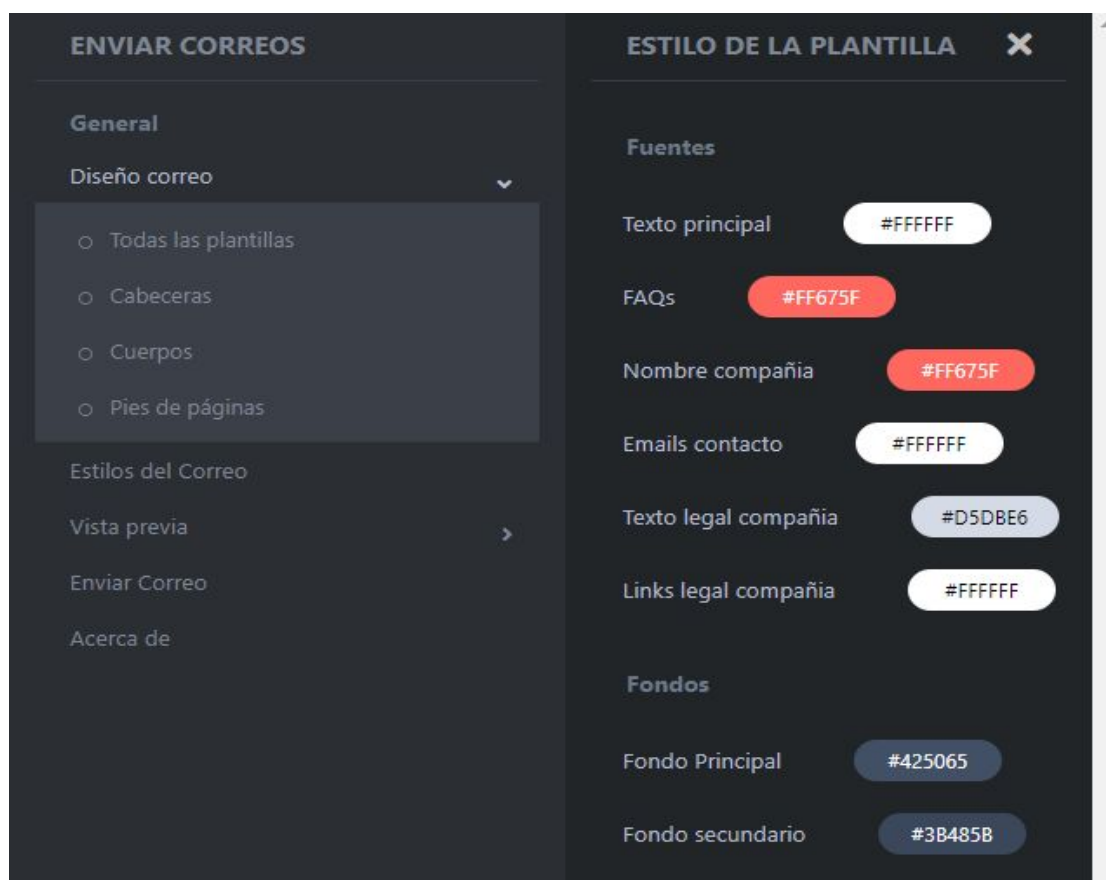 ENVIAR CORREOS
General
Diseño correo
Todas las plantillas
Cabeceras
Cuerpos
Pies de páginas
Estilos del Correo
Vista previa
Enviar Correo
Acerca de
ESTILO DE LA PLANTILLA
Fuentes
Texto principal #FFFFFF
FAQs #FF675F
Nombre compañia #FF675F
Emails contacto #FFFFFF
Texto legal compañia #D5DBE6
Links legal compañia #FFFFFF
Fondos
Fondo Principal #425065
Fondo secundario #3B485B